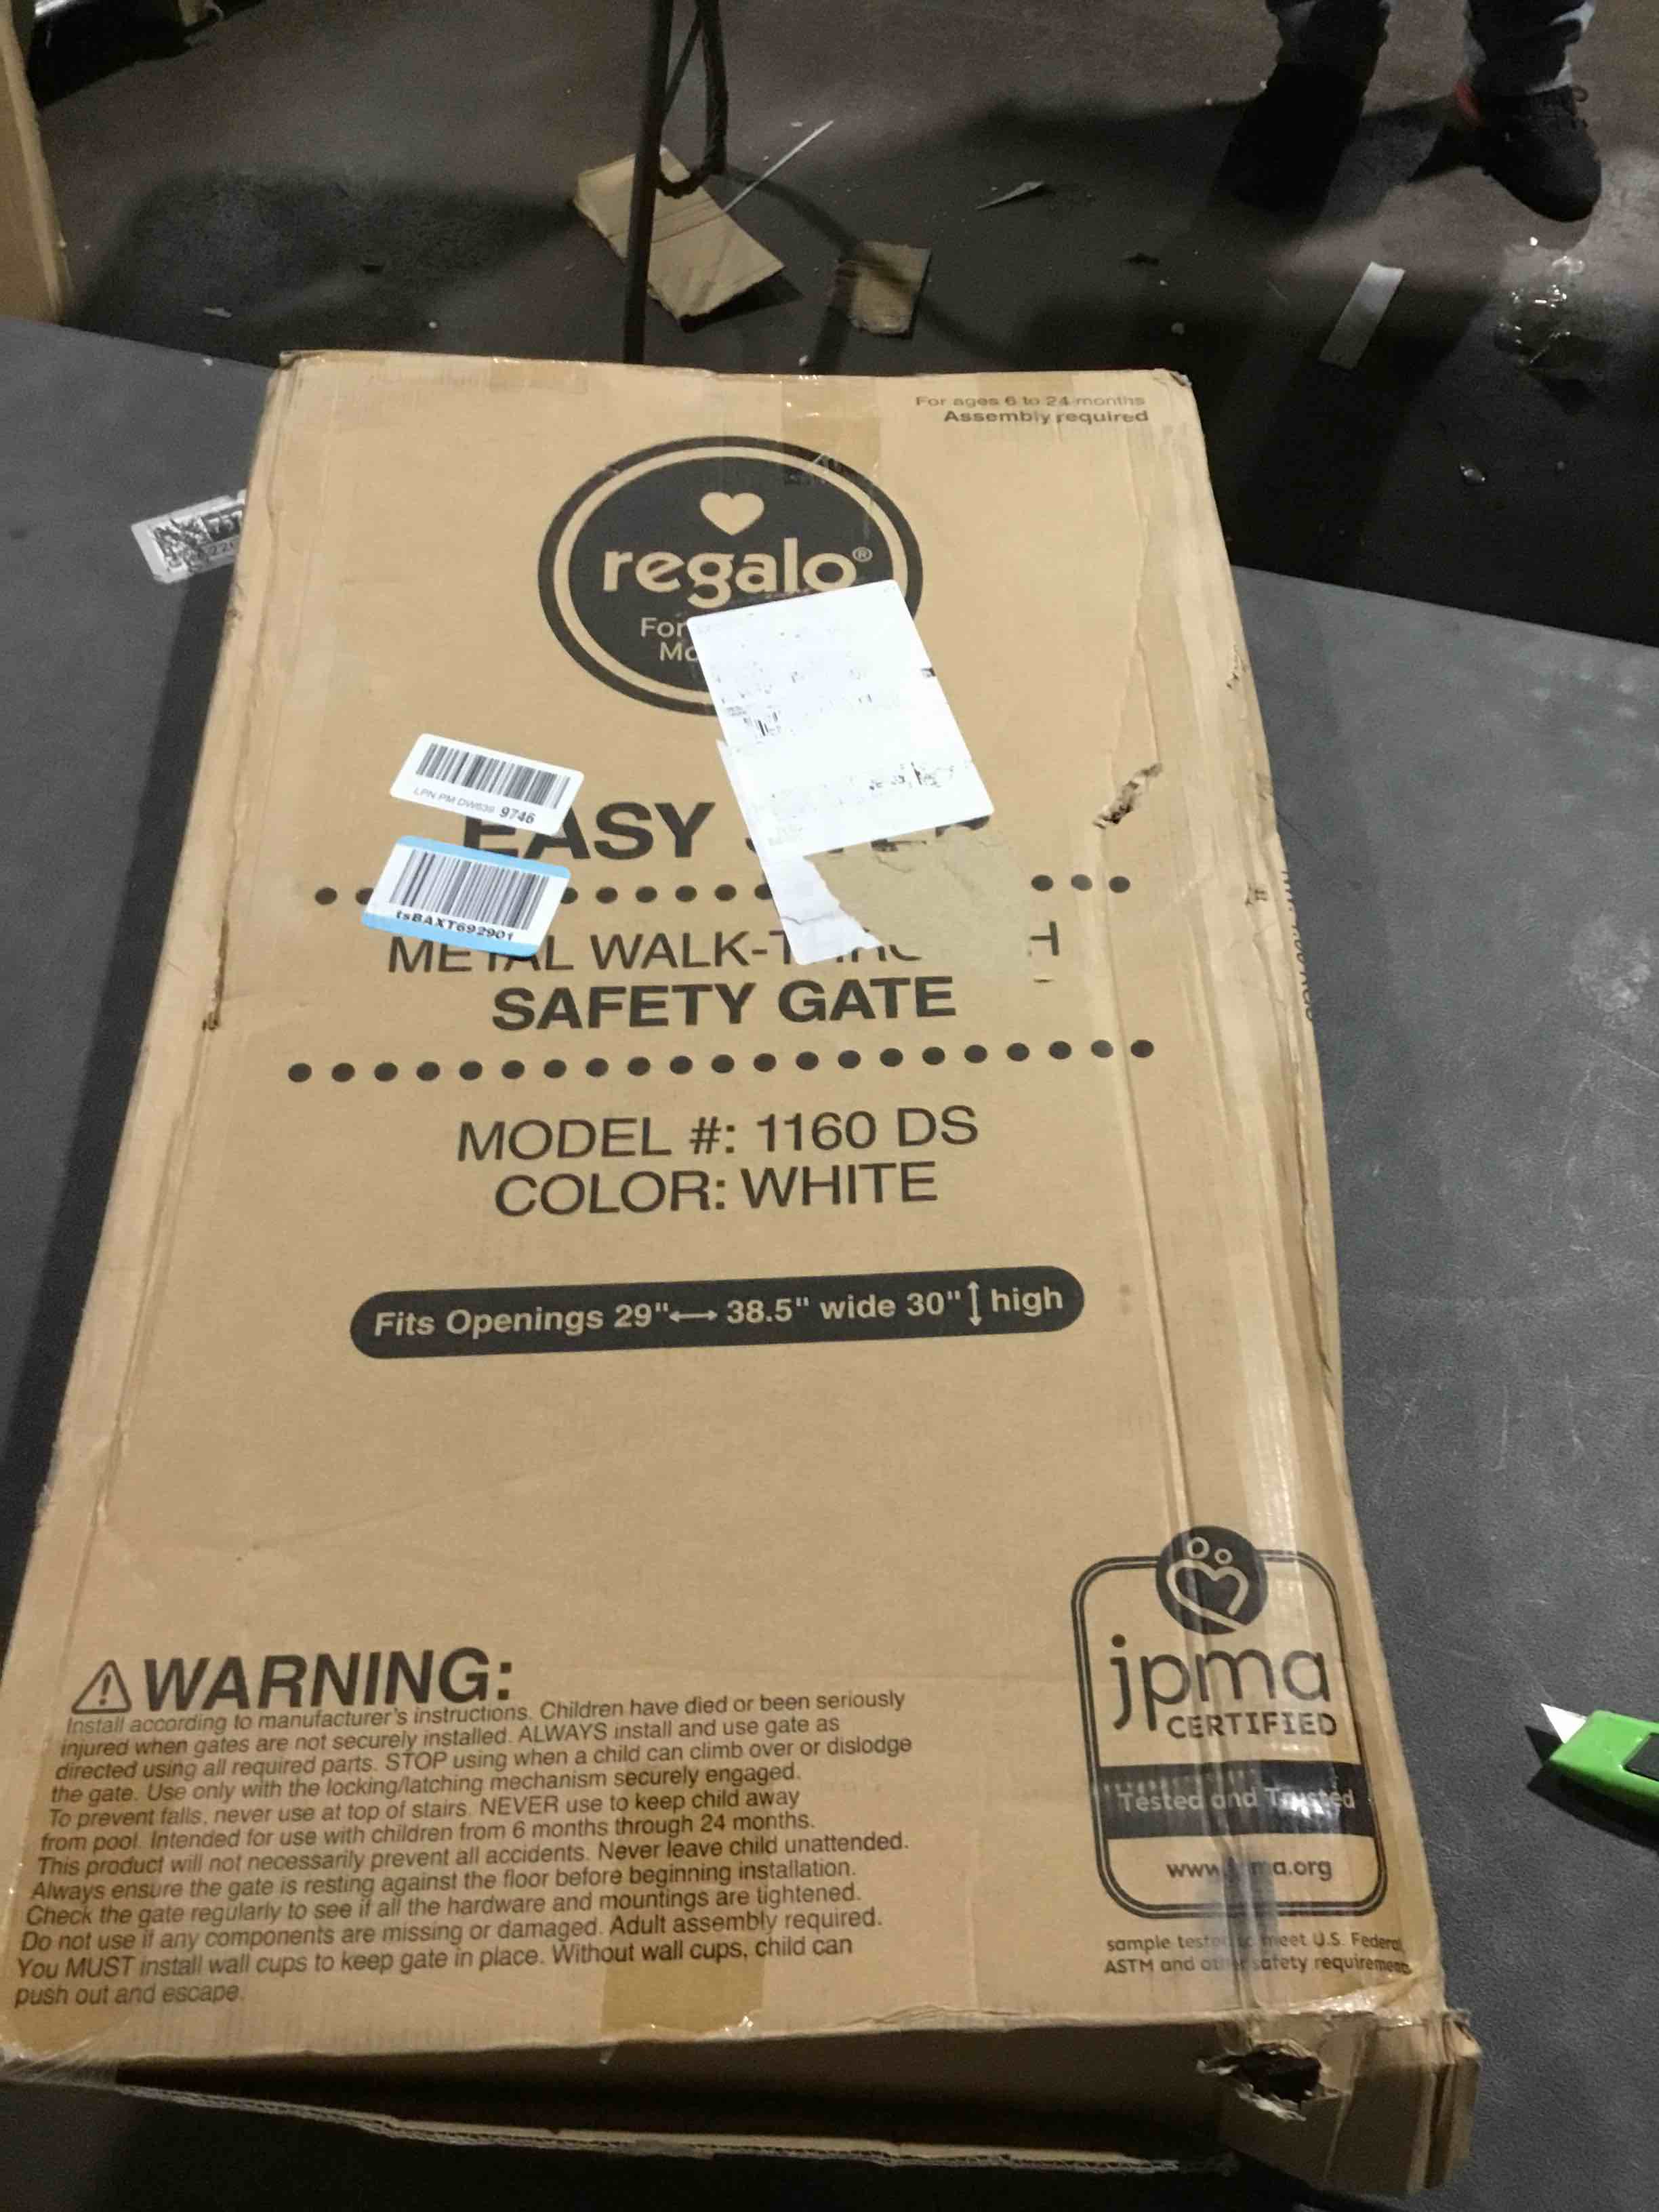 For ages 6 to 24 months
Assembly required
regalo®
For
LPN PM DW639 9746
EASY
tsBAXT692901
METAL WALK-
SAFETY GATE
MODEL #: 1160 DS
COLOR: WHITE
Fits Openings 29"⟷ 38.5" wide 30"↕ high
⚠WARNING:
Install according to manufacturer's instructions. Children have died or been seriously
injured when gates are not securely installed. ALWAYS install and use gate as
directed using all required parts. STOP using when a child can climb over or dislodge
the gate. Use only with the locking/latching mechanism securely engaged.
To prevent falls, never use at top of stairs. NEVER use to keep child away
from pool. Intended for use with children from 6 months through 24 months.
This product will not necessarily prevent all accidents. Never leave child unattended.
Always ensure the gate is resting against the floor before beginning installation.
Check the gate regularly to see if all the hardware and mountings are tightened.
Do not use if any components are missing or damaged. Adult assembly required.
You MUST install wall cups to keep gate in place. Without wall cups, child can
push out and escape.
jpma
CERTIFIED
Tested and Trusted
www.jpma.org
sample tested to meet U.S. Federal,
ASTM and other safety requirements